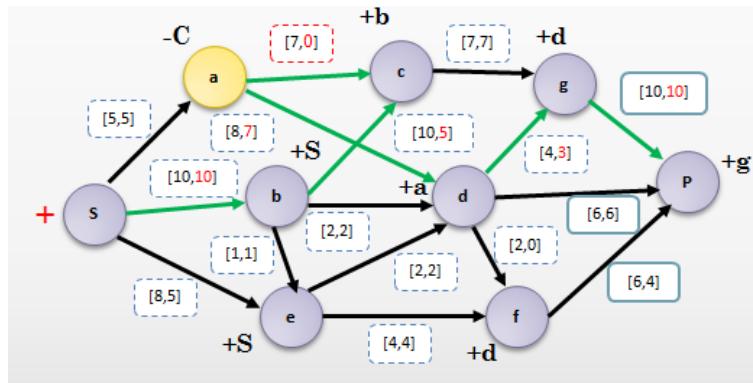 +b
-C
[7,0]
[7,7]
+d
a
c
g
[5,5]
[8,7]
[10,5]
[4,3]
[10,10]
+S
[10,10]
+a
+g
+
S
b
d
P
[1,1]
[2,2]
[6,6]
[2,2]
[2,0]
[8,5]
[6,4]
e
f
+S
[4,4]
+d